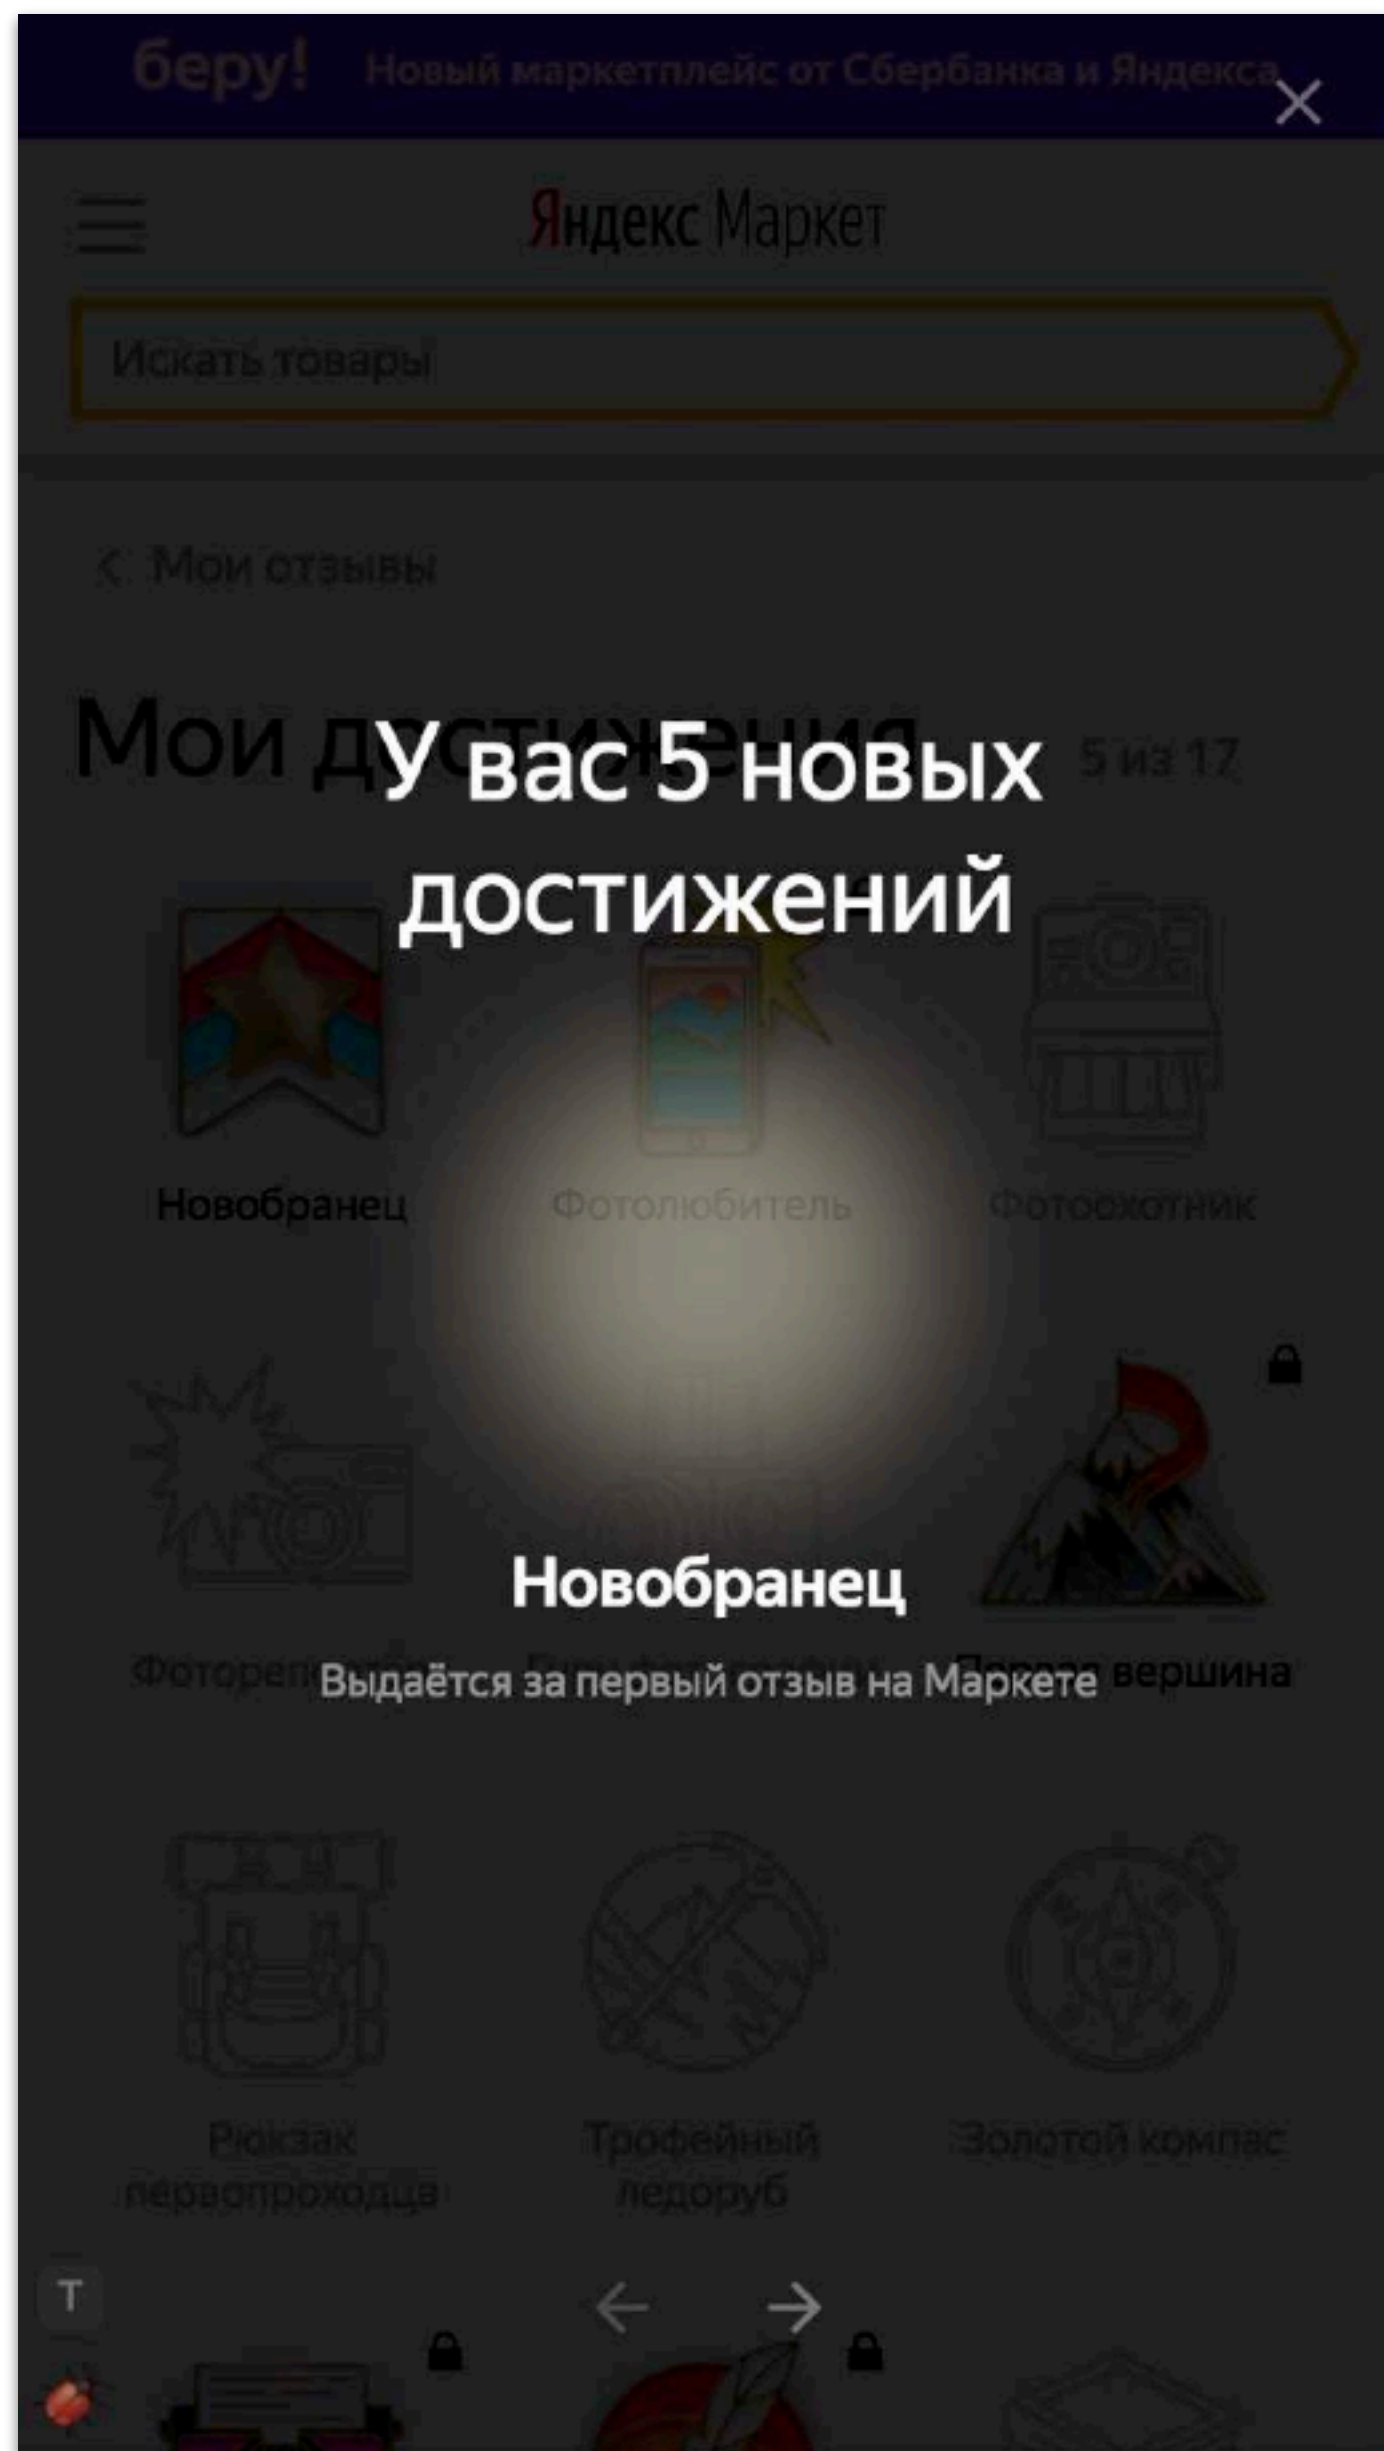 беру! Новый маркетплейс от Сбербанка и Яндекса
Яндекс Маркет
Искать товары
Мои отзывы
Мои достижения 5 из 17
У вас 5 новых
достижений
Новобранец Фотолюбитель Фотоохотник
Новобранец
Первая вершина
Выдаётся за первый отзыв на Маркете
Рюкзак Трофейный Золотой компас
первопроходца ледоруб
T